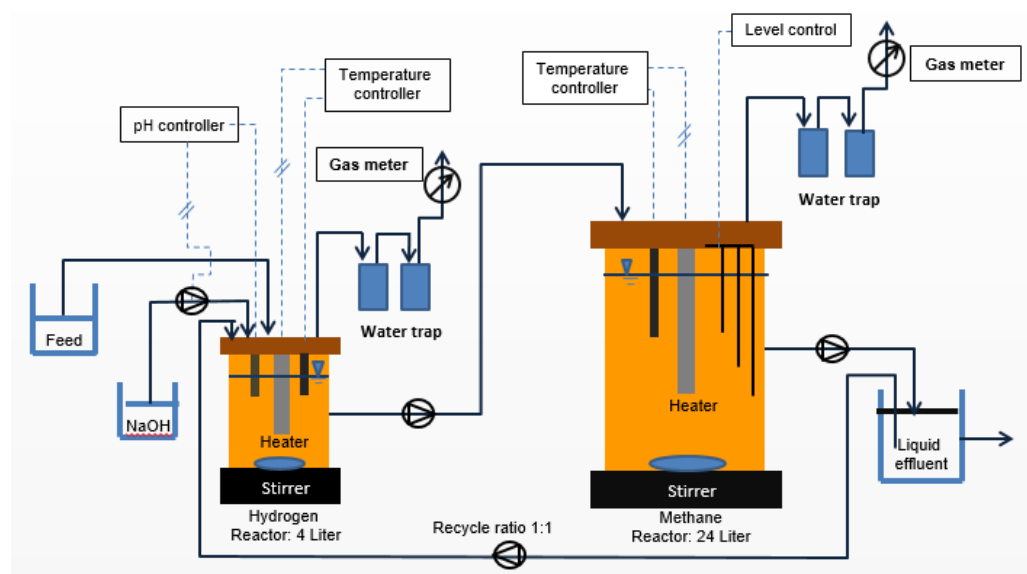 Level control
Temperature
controller
Temperature
controller
Gas meter
pH controller
Gas meter
Water trap
Water trap
Feed
NaOH
Heater
Heater
Liquid
effluent
Stirrer
Stirrer
Hydrogen
Reactor: 4 Liter
Recycle ratio 1:1
Methane
Reactor: 24 Liter